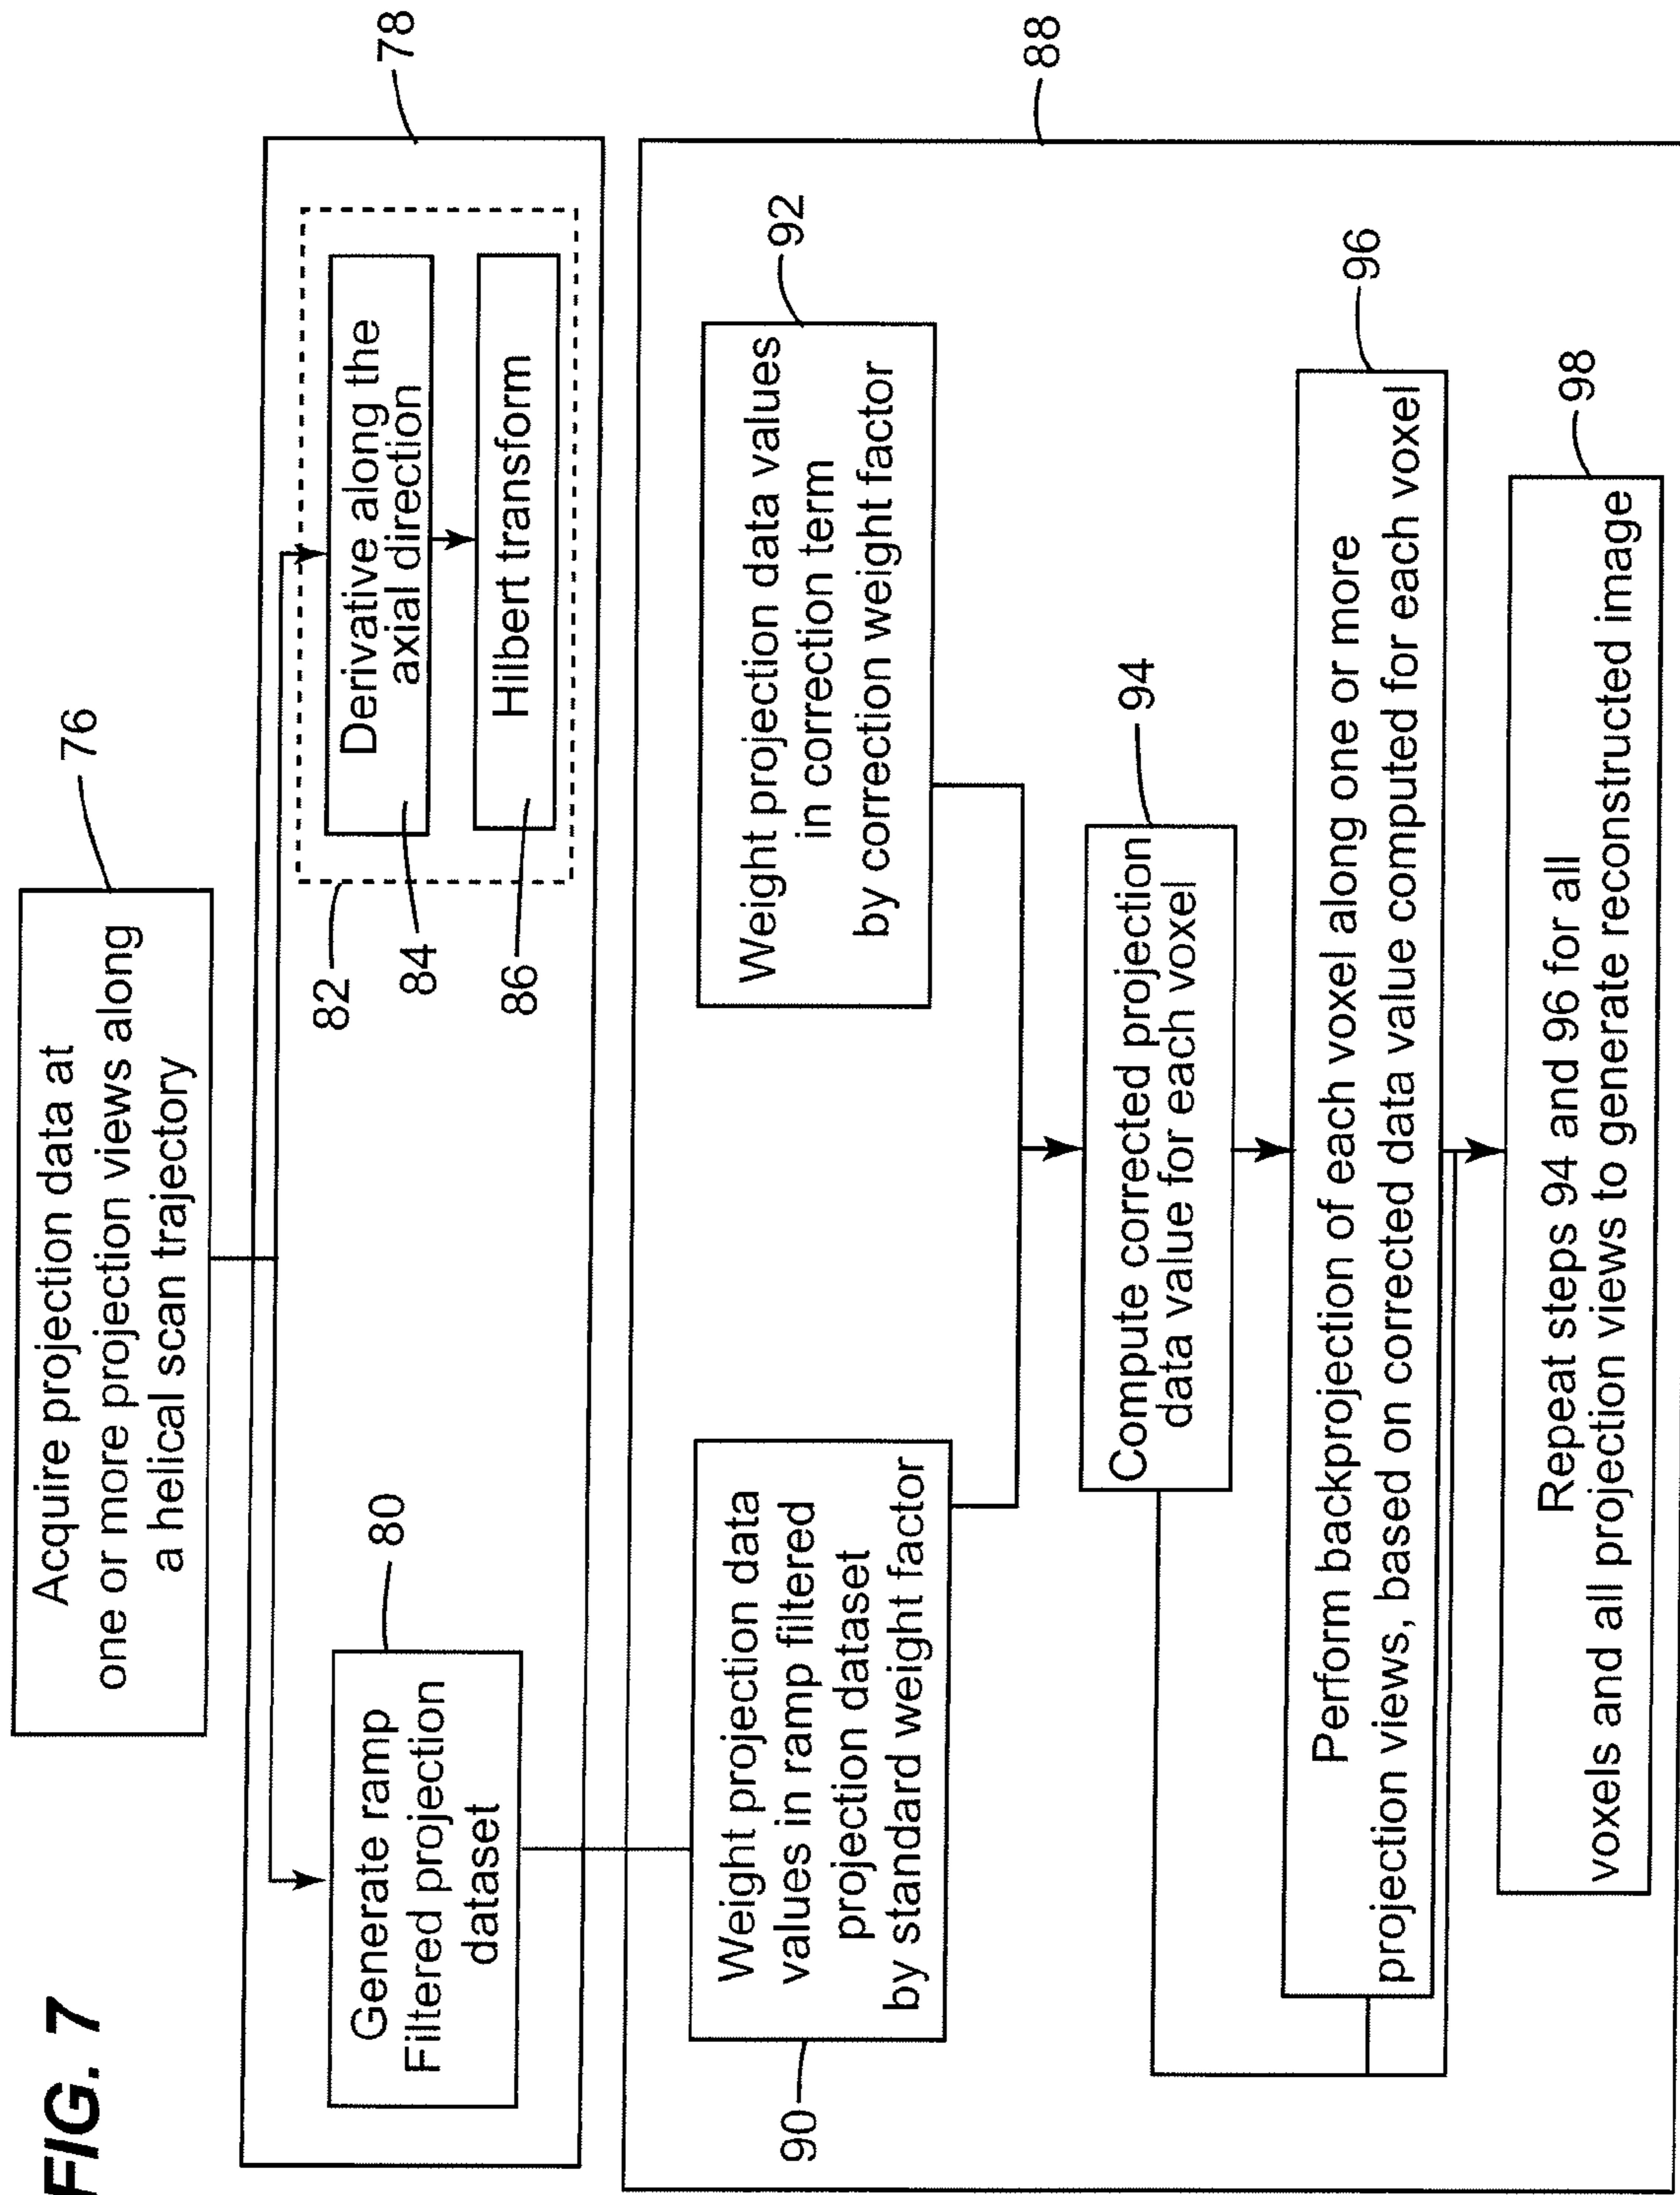 FIG. 7
Acquire projection data at
one or more projection views along
a helical scan trajectory
76
78
Generate ramp
Filtered projection
dataset
80
82
Derivative along the
axial direction
84
Hilbert transform
86
88
Weight projection data
values in ramp filtered
projection dataset
by standard weight factor
90
Weight projection data values
in correction term
by correction weight factor
92
Compute corrected projection
data value for each voxel
94
Perform backprojection of each voxel along one or more
projection views, based on corrected data value computed for each voxel
96
Repeat steps 94 and 96 for all
voxels and all projection views to generate reconstructed image
98